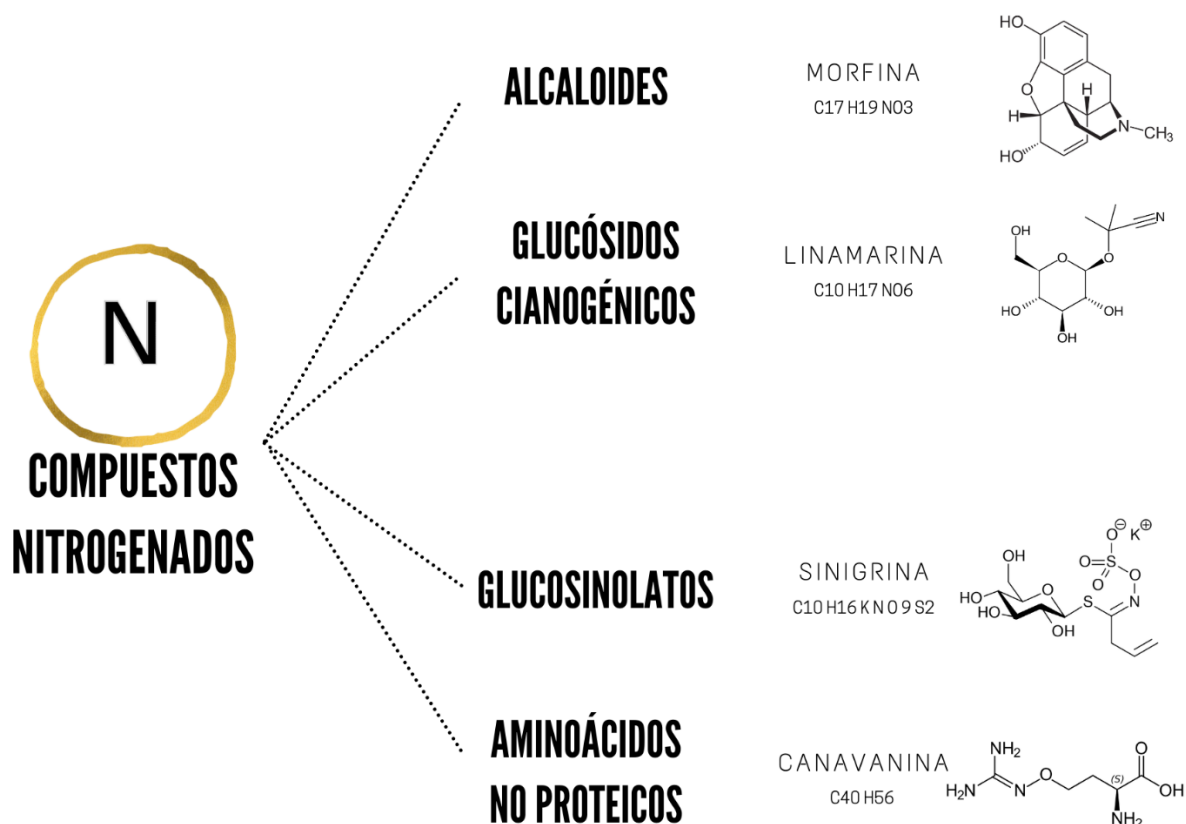 N
COMPUESTOS
NITROGENADOS
ALCALOIDES
MORFINA
C17 H19 NO3
HO
O
H
H
N
CH3
HO
GLUCÓSIDOS
CIANOGÉNICOS
LINAMARINA
C10 H17 NO6
OH
N
O
O
HO
OH
OH
GLUCOSINOLATOS
SINIGRINA
C10 H16 K N O 9 S2
O⊖ K⊕
O S
O O
OH
HO O N
HO S
OH
AMINOÁCIDOS
NO PROTEICOS
CANAVANINA
C40 H56
NH2 O
H2N N O (S) OH
NH2